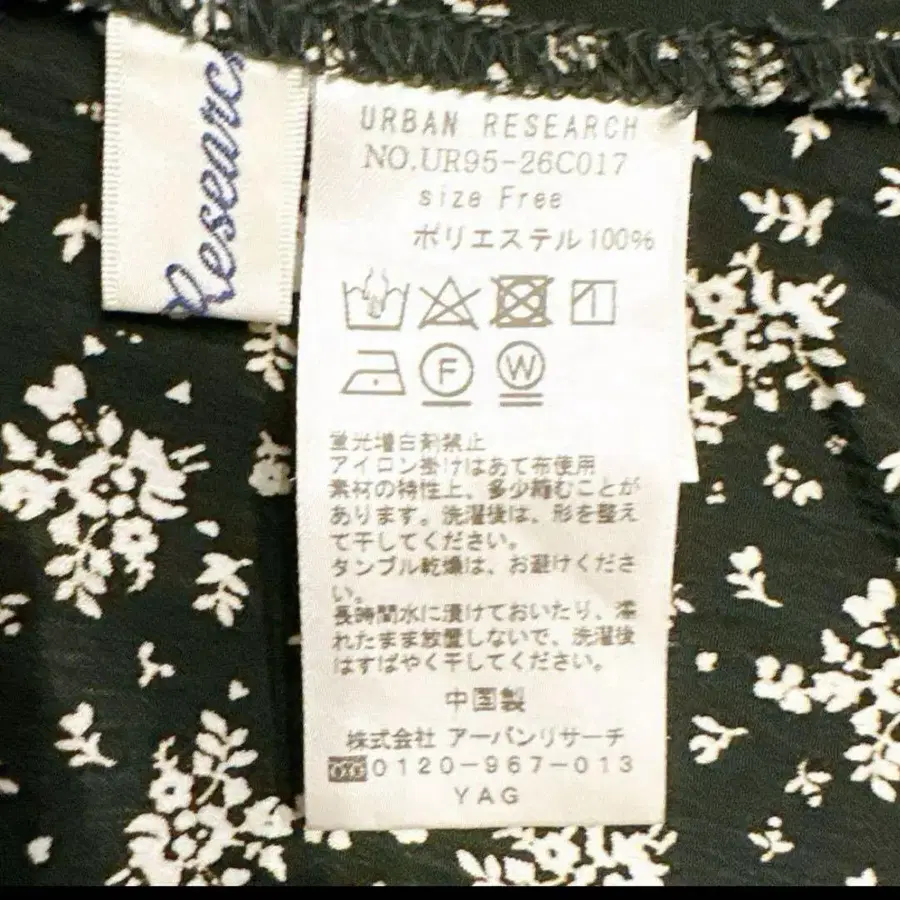 Research
URBAN RESEARCH
NO.UR95-26C017
size Free
ポリエステル100%
F W
蛍光増白剤禁止
アイロン掛けはあて布使用
素材の特性上、多少縮むことが
あります。洗濯後は、形を整え
て干してください。
タンブル乾燥は、お避けくださ
い。
長時間水に漬けておいたり、濡
れたまま放置しないで、洗濯後
はすばやく干してください。
中国製
株式会社 アーバンリサーチ
0120-967-013
YAG